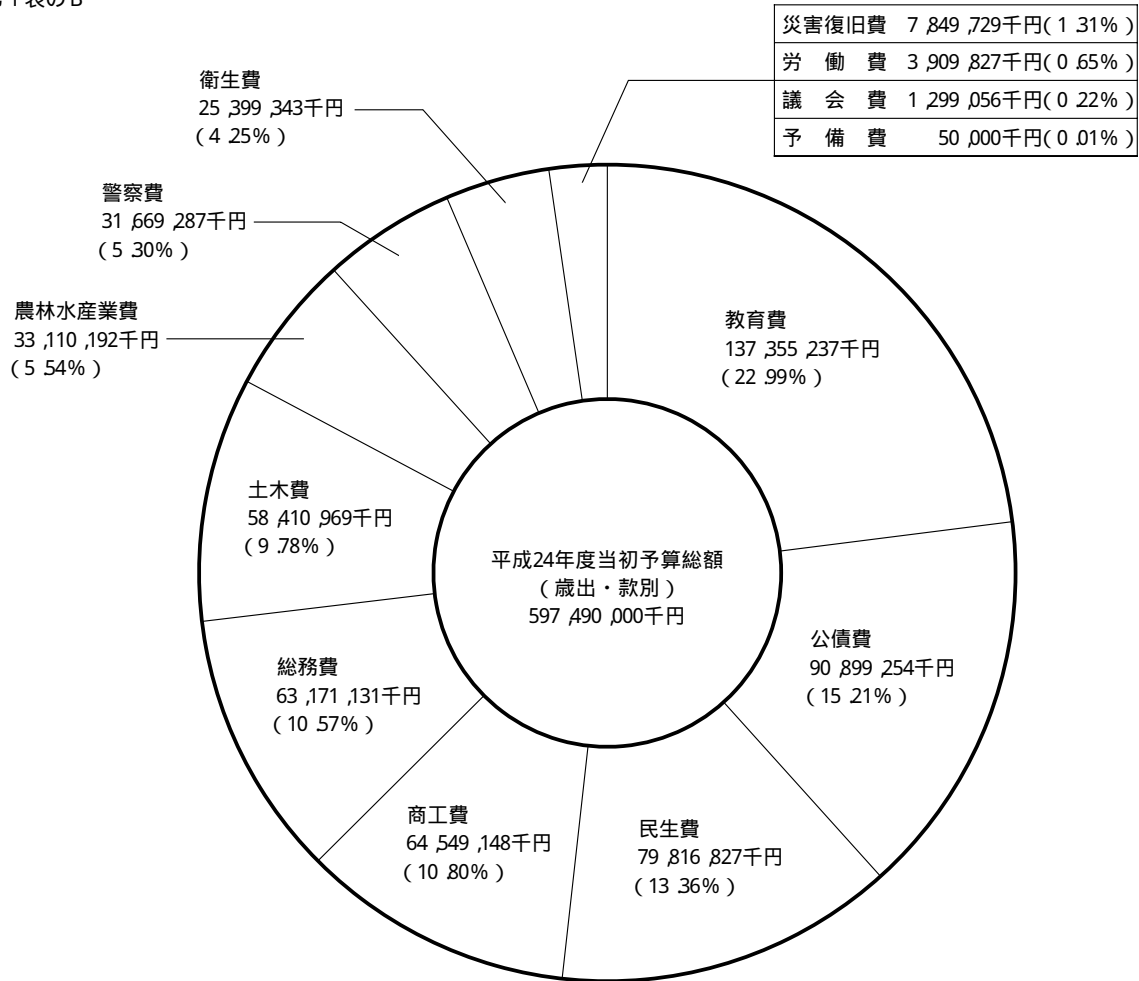 災害復旧費 7,849,729千円(1.31%)
労働費 3,909,827千円(0.65%)
議会費 1,299,056千円(0.22%)
予備費 50,000千円(0.01%)
衛生費
25,399,343千円
(4.25%)
警察費
31,669,287千円
(5.30%)
農林水産業費
33,110,192千円
(5.54%)
教育費
137,355,237千円
(22.99%)
土木費
58,410,969千円
(9.78%)
平成24年度当初予算総額
(歳出・款別)
597,490,000千円
公債費
90,899,254千円
(15.21%)
総務費
63,171,131千円
(10.57%)
商工費
64,549,148千円
(10.80%)
民生費
79,816,827千円
(13.36%)